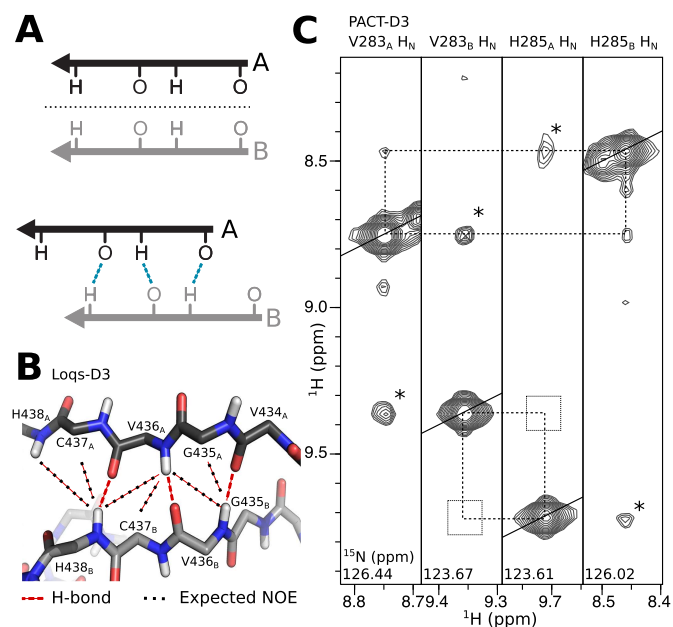 A
A
H O H O
H O H O
B
A
H O H O
H O H O
B
B
Loqs-D3
H438A
C437A
V436A
G435A
V434A
H438B
C437B
V436B
G435B
H-bond
Expected NOE
C
PACT-D3
V283A HN V283B HN H285A HN H285B HN
8.5
9.0
9.5
1H (ppm)
* * * *
15N (ppm)
126.44 123.67 123.61 126.02
8.8 8.7 9.4 9.3 9.7 8.5 8.4
1H (ppm)